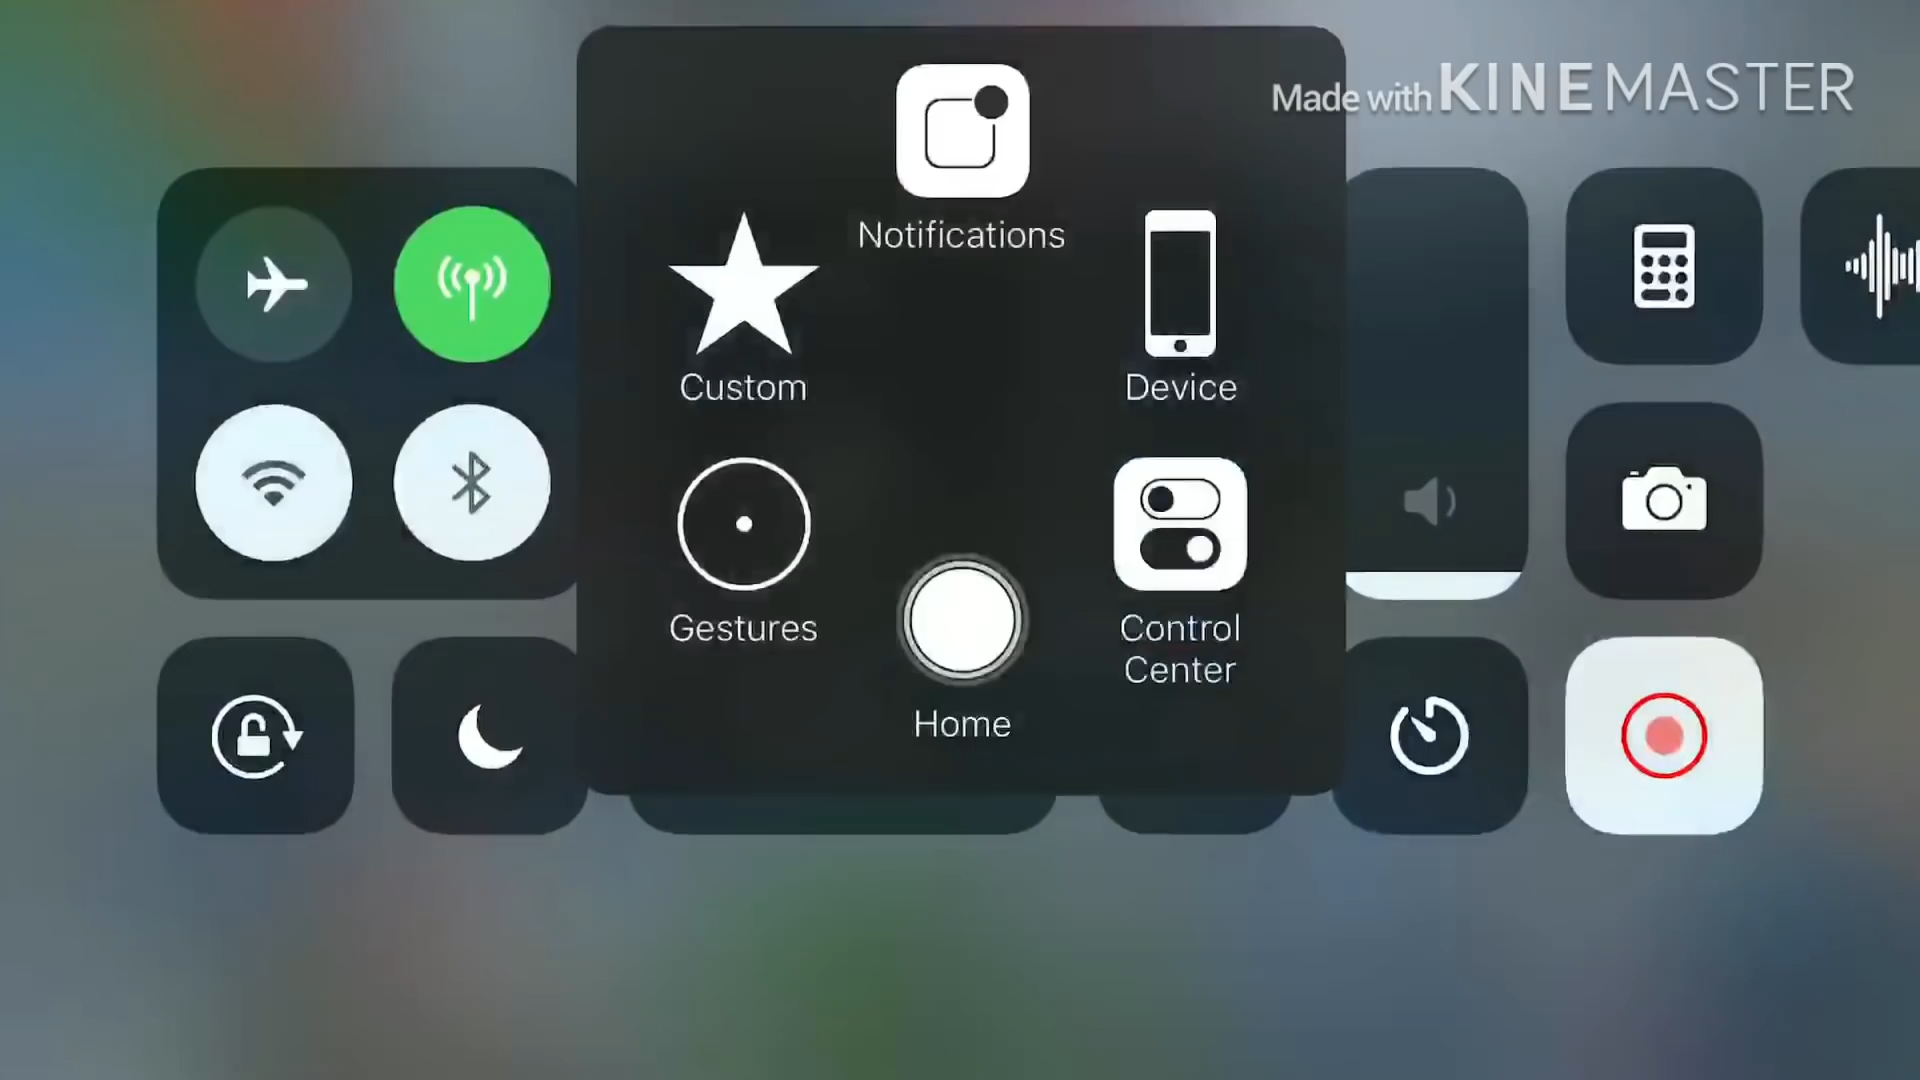 Made with KINEMASTER
Notifications
Custom
Device
Gestures
Control
Center
Home